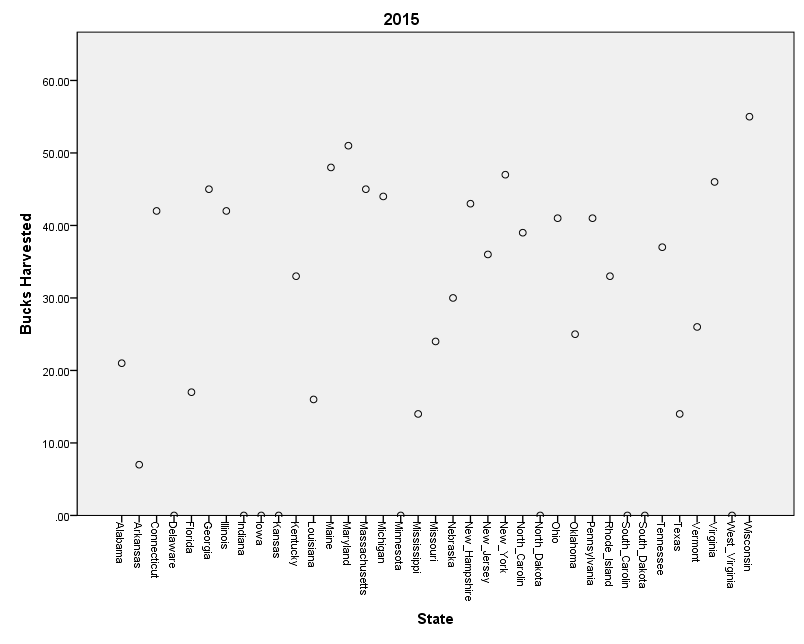 2015
Bucks Harvested
60.00
50.00
40.00
30.00
20.00
10.00
.00
Alabama
Arkansas
Connecticut
Delaware
Florida
Georgia
Illinois
Indiana
Iowa
Kansas
Kentucky
Louisiana
Maine
Maryland
Massachusetts
Michigan
Minnesota
Mississippi
Missouri
Nebraska
New_Hampshire
New_Jersey
New_York
North_Carolin
North_Dakota
Ohio
Oklahoma
Pennsylvania
Rhode_Island
South_Carolin
South_Dakota
Tennessee
Texas
Vermont
Virginia
West_Virginia
Wisconsin
State